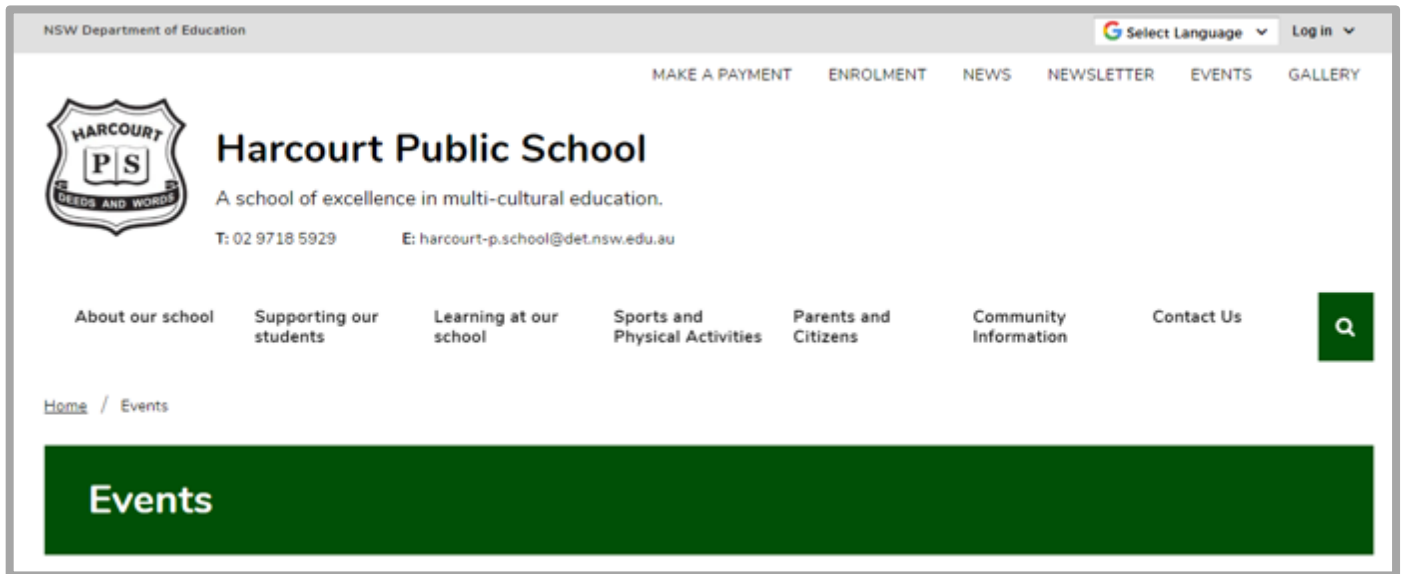 NSW Department of Education
Select Language
Log in
MAKE A PAYMENT ENROLMENT NEWS NEWSLETTER EVENTS GALLERY
HARCOURT
PS
DEEDS AND WORDS
Harcourt Public School
A school of excellence in multi-cultural education.
T: 02 9718 5929 E: harcourt-p.school@det.nsw.edu.au
About our school
Supporting our
students
Learning at our
school
Sports and
Physical Activities
Parents and
Citizens
Community
Information
Contact Us
Home / Events
Events